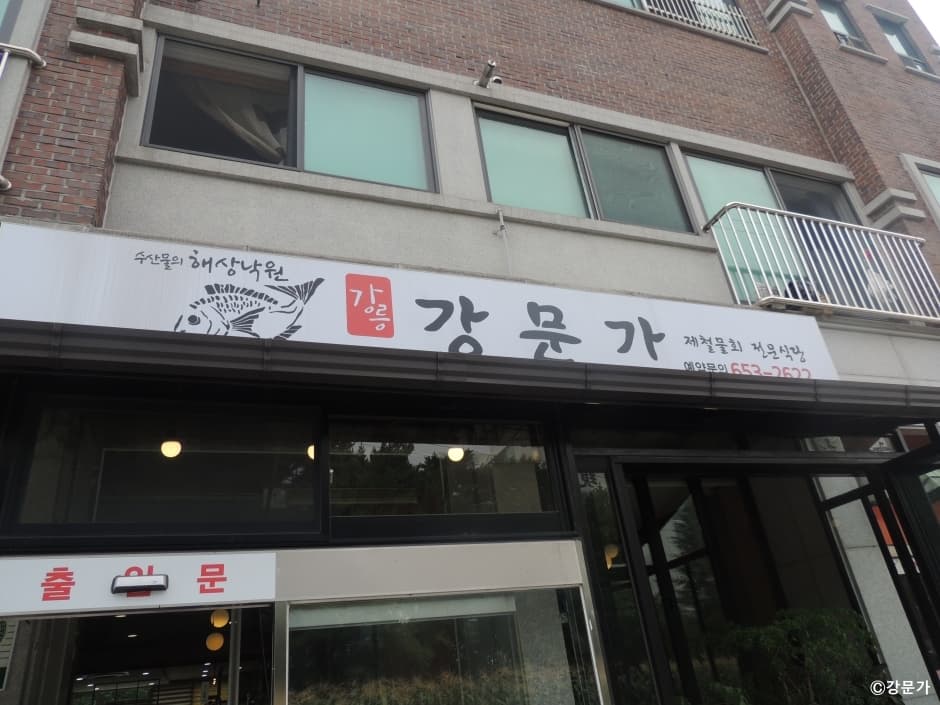 수산물의 해상낙원
강릉
강문가
제철물회 전문식당
예약문의 653-2622
출입문
©강문가